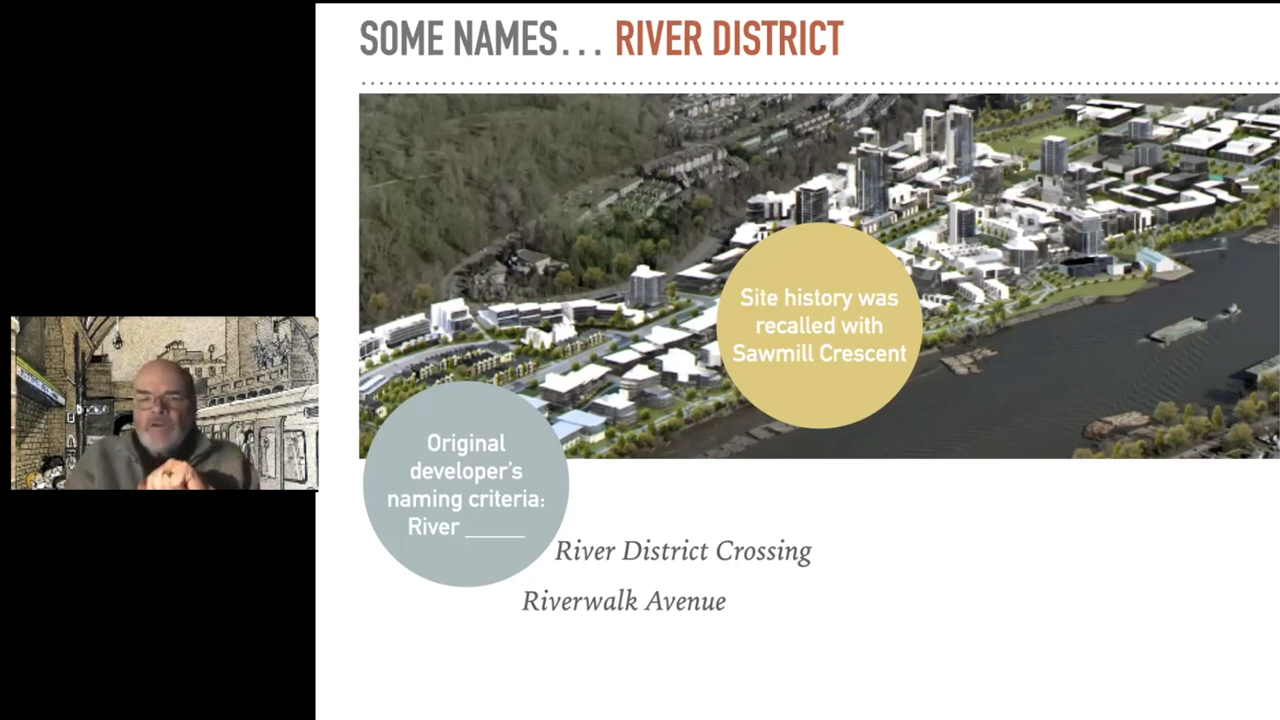 SOME NAMES... RIVER DISTRICT
Site history was
recalled with
Sawmill Crescent
Original
developer's
naming criteria:
River _____
River District Crossing
Riverwalk Avenue